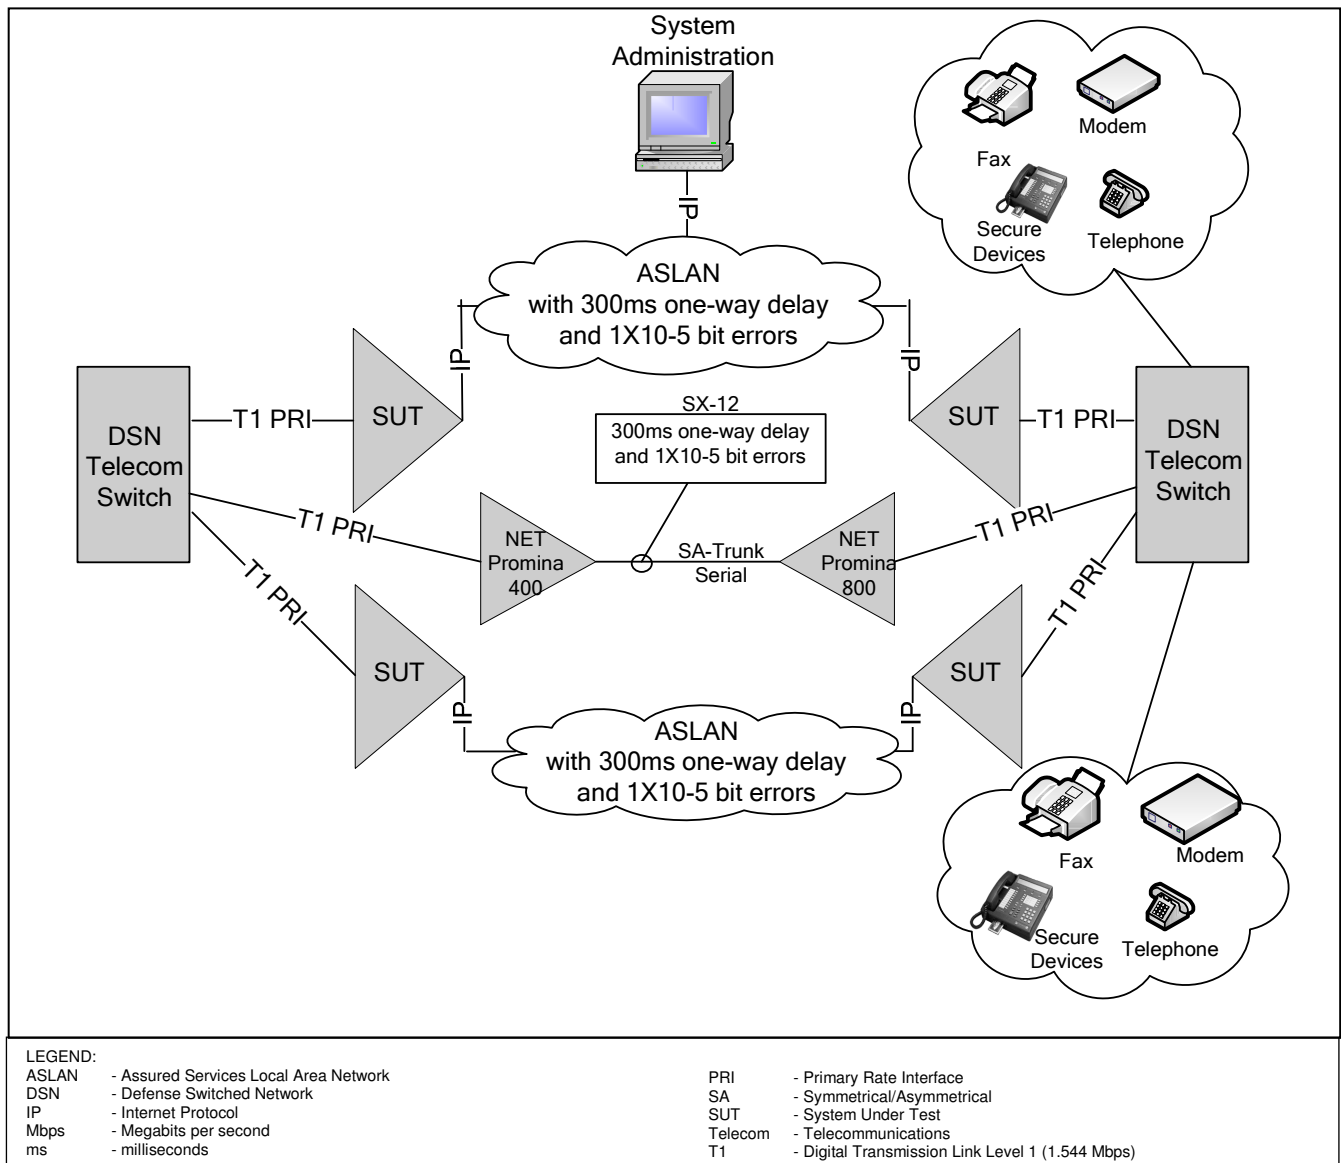 System
Administration
IP
Fax
Modem
Secure
Devices
Telephone
ASLAN
with 300ms one-way delay
and 1X10-5 bit errors
IP
IP
SUT
SUT
T1 PRI
T1 PRI
DSN
Telecom
Switch
DSN
Telecom
Switch
SX-12
300ms one-way delay
and 1X10-5 bit errors
T1 PRI
T1 PRI
NET
Promina
400
SA-Trunk
Serial
NET
Promina
800
T1 PRI
T1 PRI
SUT
SUT
IP
IP
ASLAN
with 300ms one-way delay
and 1X10-5 bit errors
Fax
Modem
Secure
Devices
Telephone
LEGEND:
ASLAN - Assured Services Local Area Network
DSN - Defense Switched Network
IP - Internet Protocol
Mbps - Megabits per second
ms - milliseconds
PRI - Primary Rate Interface
SA - Symmetrical/Asymmetrical
SUT - System Under Test
Telecom - Telecommunications
T1 - Digital Transmission Link Level 1 (1.544 Mbps)